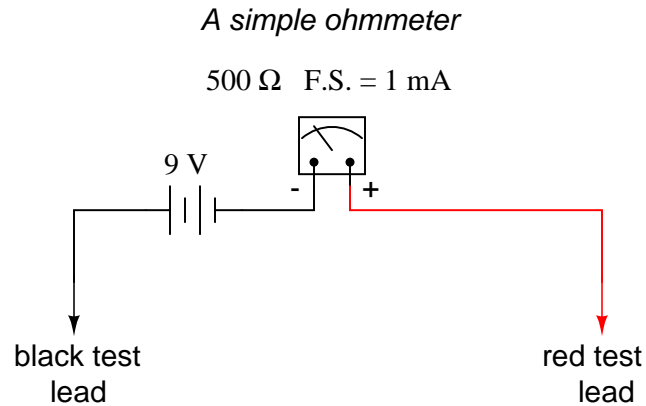 A simple ohmmeter
500 Ω F.S. = 1 mA
9 V
- +
black test
lead
red test
lead